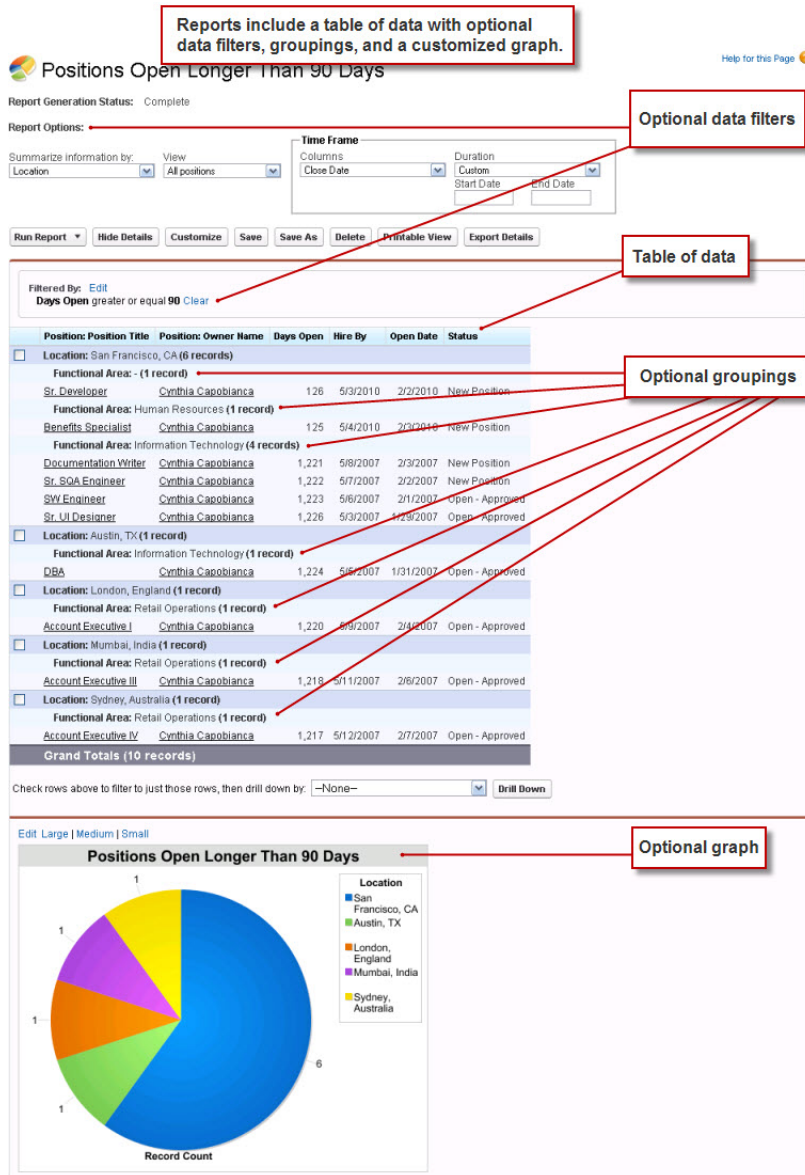 Reports include a table of data with optional
data filters, groupings, and a customized graph.
Help for this Page
Positions Open Longer Than 90 Days
Report Generation Status: Complete
Report Options:
Optional data filters
Time Frame
Summarize information by: View Columns Duration
Location All positions Close Date Custom
Start Date End Date
Run Report Hide Details Customize Save Save As Delete Printable View Export Details
Table of data
Filtered By: Edit
Days Open greater or equal 90 Clear
Position: Position Title Position: Owner Name Days Open Hire By Open Date Status
Location: San Francisco, CA (6 records)
Functional Area: - (1 record)
Optional groupings
Sr. Developer Cynthia Capobianca 126 5/3/2010 2/2/2010 New Position
Functional Area: Human Resources (1 record)
Benefits Specialist Cynthia Capobianca 125 5/4/2010 2/3/2010 New Position
Functional Area: Information Technology (4 records)
Documentation Writer Cynthia Capobianca 1,221 5/8/2007 2/3/2007 New Position
Sr. SQA Engineer Cynthia Capobianca 1,222 5/7/2007 2/2/2007 New Position
SW Engineer Cynthia Capobianca 1,223 5/6/2007 2/1/2007 Open - Approved
Sr. UI Designer Cynthia Capobianca 1,226 5/3/2007 1/29/2007 Open - Approved
Location: Austin, TX (1 record)
Functional Area: Information Technology (1 record)
DBA Cynthia Capobianca 1,224 5/5/2007 1/31/2007 Open - Approved
Location: London, England (1 record)
Functional Area: Retail Operations (1 record)
Account Executive I Cynthia Capobianca 1,220 5/9/2007 2/4/2007 Open - Approved
Location: Mumbai, India (1 record)
Functional Area: Retail Operations (1 record)
Account Executive III Cynthia Capobianca 1,218 5/11/2007 2/6/2007 Open - Approved
Location: Sydney, Australia (1 record)
Functional Area: Retail Operations (1 record)
Account Executive IV Cynthia Capobianca 1,217 5/12/2007 2/7/2007 Open - Approved
Grand Totals (10 records)
Check rows above to filter to just those rows, then drill down by: --None-- Drill Down
Edit Large | Medium | Small
Optional graph
Positions Open Longer Than 90 Days
1
1
1
1
6
Location
San
Francisco, CA
Austin, TX
London,
England
Mumbai, India
Sydney,
Australia
Record Count